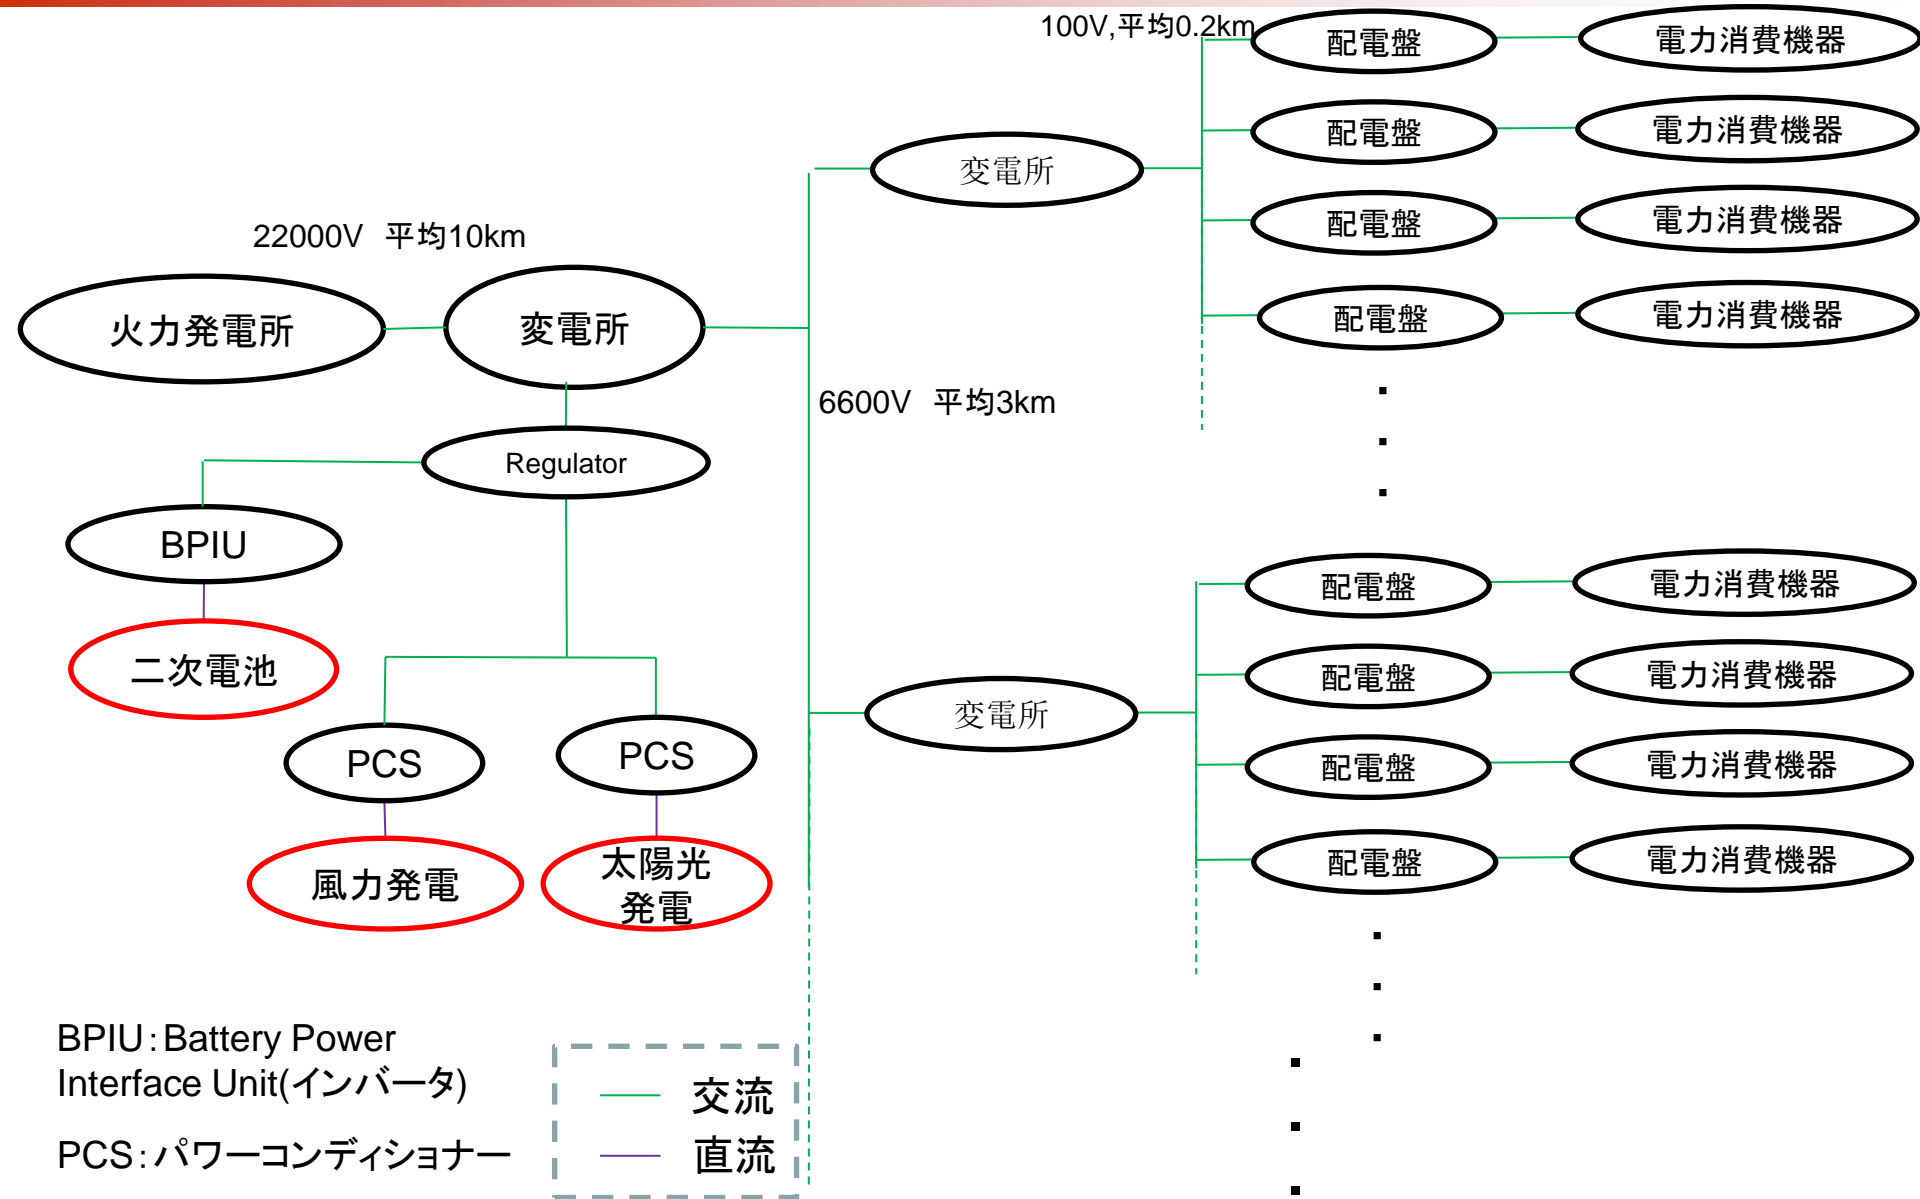 100V,平均0.2km
配電盤
電力消費機器
配電盤
電力消費機器
変電所
配電盤
電力消費機器
22000V 平均10km
火力発電所
変電所
配電盤
電力消費機器
6600V 平均3km
Regulator
BPIU
二次電池
PCS
PCS
風力発電
太陽光
発電
配電盤
電力消費機器
配電盤
電力消費機器
変電所
配電盤
電力消費機器
配電盤
電力消費機器
BPIU:Battery Power
Interface Unit(インバータ)
PCS:パワーコンディショナー
交流
直流